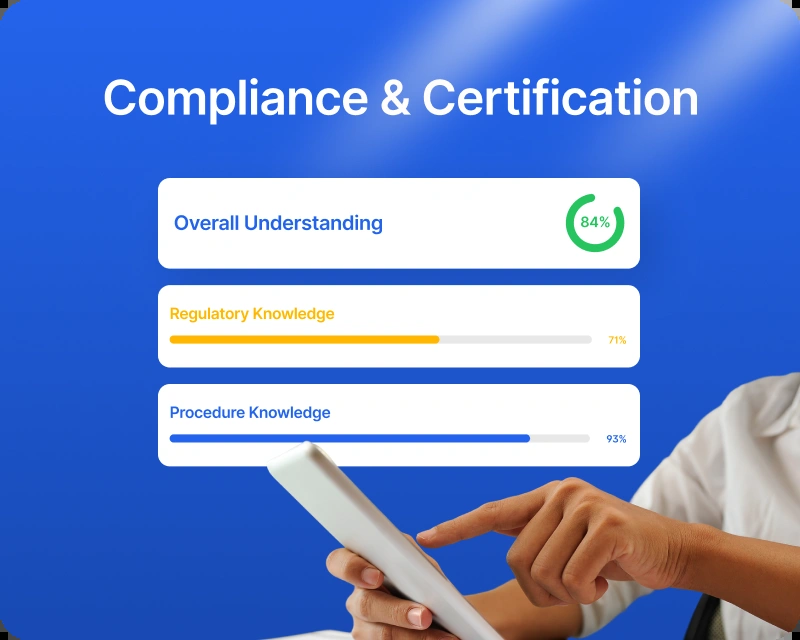 Compliance & Certification
Overall Understanding
84%
Regulatory Knowledge
71%
Procedure Knowledge
93%